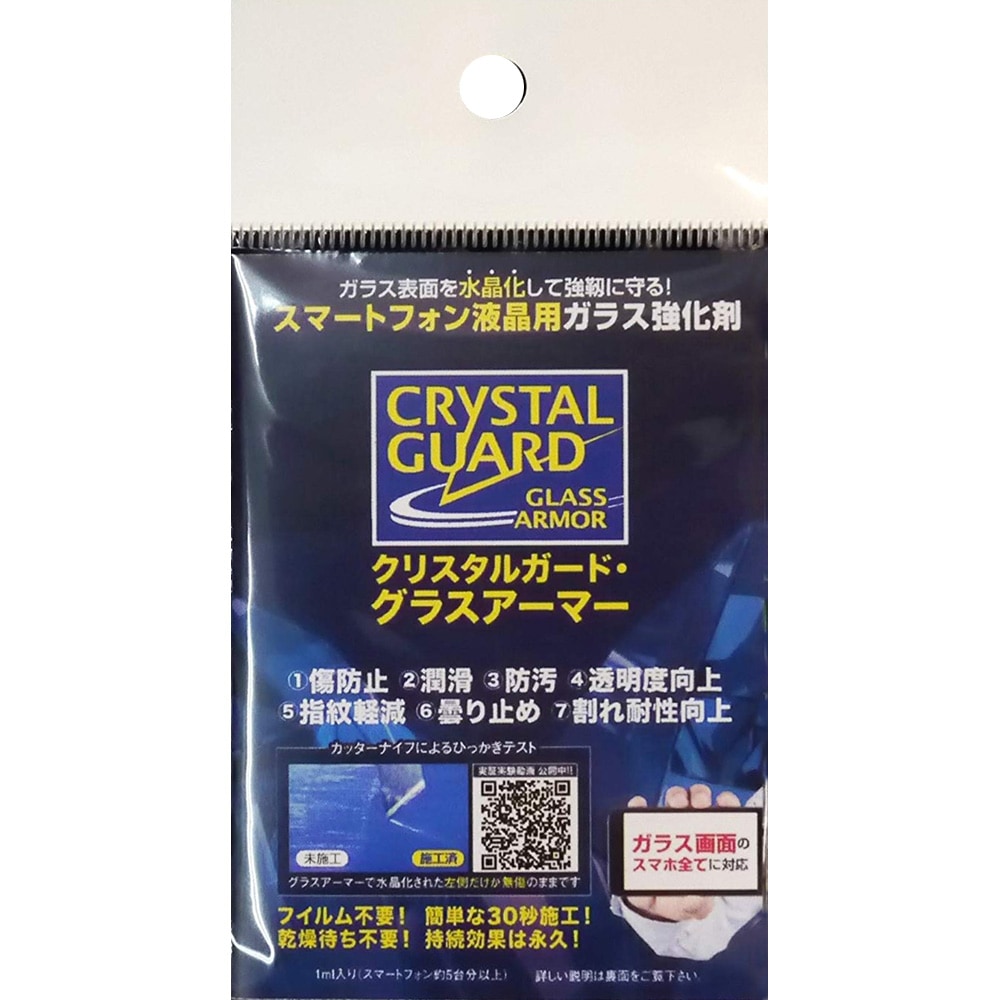 ガラス表面を水晶化して強靭に守る!
スマートフォン液晶用ガラス強化剤
CRYSTAL
GUARD
GLASS
ARMOR
クリスタルガード・
グラスアーマー
①傷防止 ②潤滑 ③防汚 ④透明度向上
⑤指紋軽減 ⑥曇り止め ⑦割れ耐性向上
カッターナイフによるひっかきテスト
実証実験動画 公開中!!
未施工
施工済
グラスアーマーで水晶化された左側だけが無傷のままです
ガラス画面の
スマホ全てに対応
フイルム不要! 簡単な30秒施工!
乾燥待ち不要! 持続効果は永久!
1ml入り(スマートフォン約5台分以上) 詳しい説明は裏面をご覧下さい。